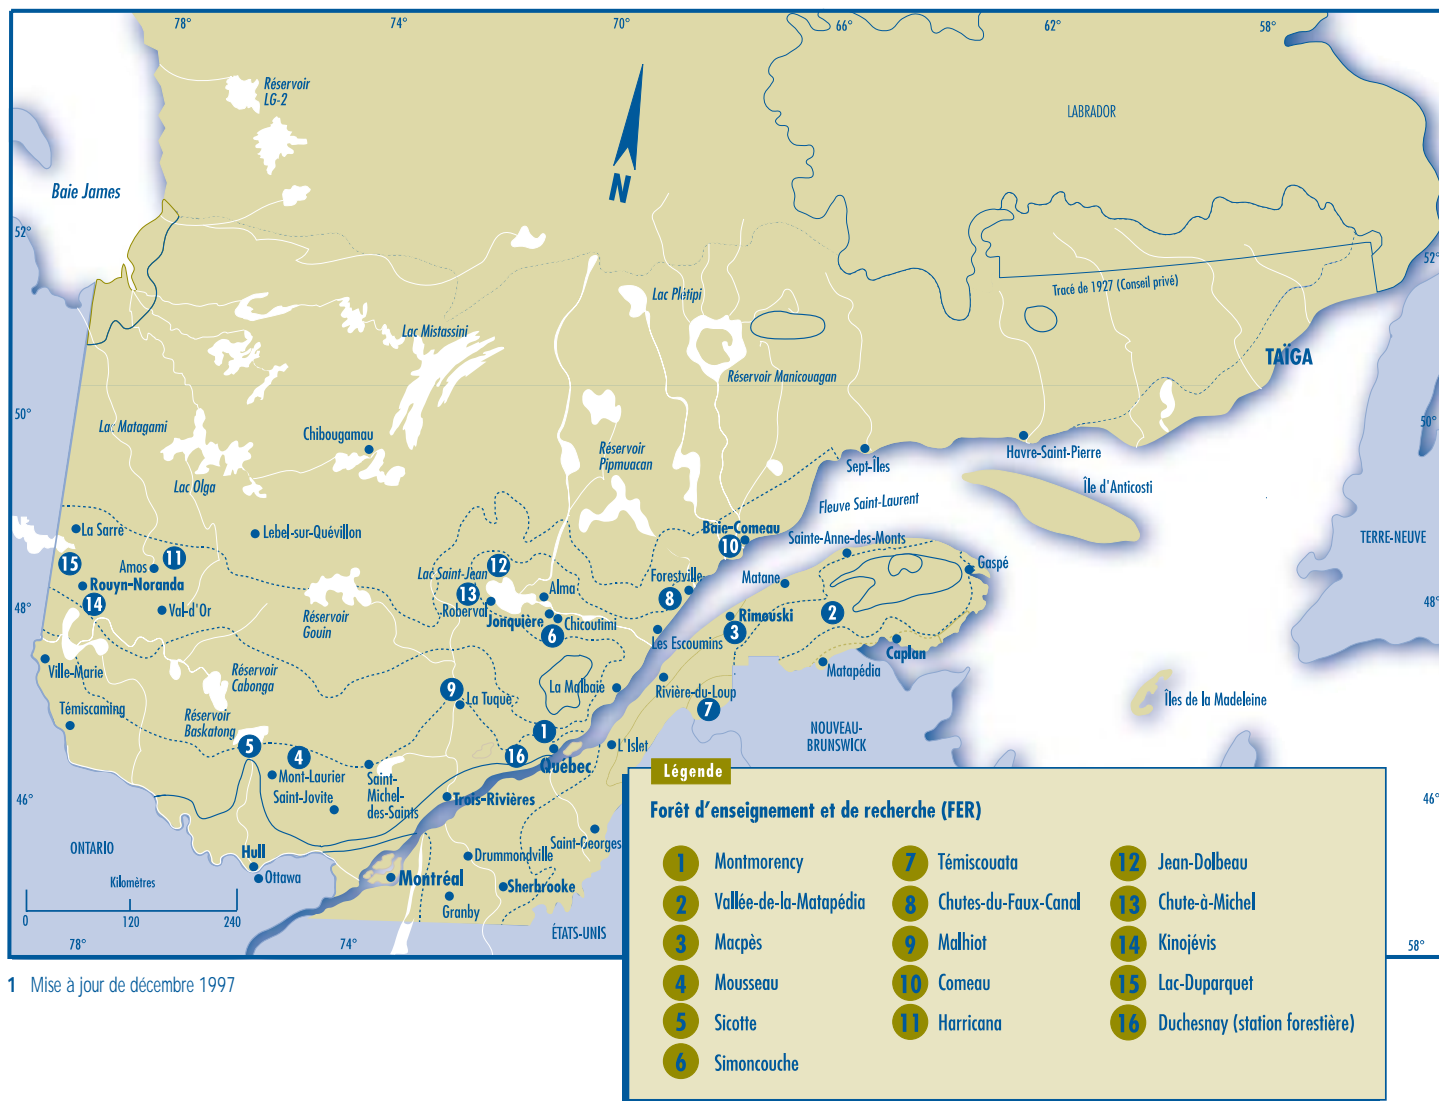 78°
74°
70°
66°
62°
58°
Réservoir
LG-2
LABRADOR
N
Baie James
52°
52°
Tracé de 1927 (Conseil privé)
Lac Plétipi
Lac Mistassini
TAÏGA
Réservoir Manicouagan
50°
50°
Lac Matagami
Chibougamau
Réservoir
Pipmuacan
Havre-Saint-Pierre
Sept-Îles
Lac Olga
Île d'Anticosti
Fleuve Saint-Laurent
La Sarre
Lebel-sur-Quévillon
Baie-Comeau
10
Sainte-Anne-des-Monts
TERRE-NEUVE
15
Amos
11
12
Lac Saint-Jean
Gaspé
Rouyn-Noranda
Forestville
Matane
13
Alma
8
14
48°
48°
Val-d'Or
Réservoir
Gouin
Roberval
Jonquière
Chicoutimi
6
Rimouski
3
2
Les Escoumins
Caplan
Ville-Marie
Réservoir
Cabonga
Matapédia
9
La Tuque
La Malbaie
Rivière-du-Loup
7
Îles de la Madeleine
Témiscaming
Réservoir
Baskatong
NOUVEAU-
BRUNSWICK
1
5
4
16
L'Islet
Québec
Mont-Laurier
Saint-
Michel-
des-Saints
Saint-Jovite
Trois-Rivières
46°
46°
ONTARIO
Hull
Ottawa
Saint-Georges
Drummondville
Montréal
Sherbrooke
Granby
Kilomètres
0
120
240
ÉTATS-UNIS
78°
74°
58°
1 Mise à jour de décembre 1997
Légende
Forêt d'enseignement et de recherche (FER)
1 Montmorency
2 Vallée-de-la-Matapédia
3 Macpès
4 Mousseau
5 Sicotte
6 Simoncouche
7 Témiscouata
8 Chutes-du-Faux-Canal
9 Malhiot
10 Comeau
11 Harricana
12 Jean-Dolbeau
13 Chute-à-Michel
14 Kinojévis
15 Lac-Duparquet
16 Duchesnay (station forestière)